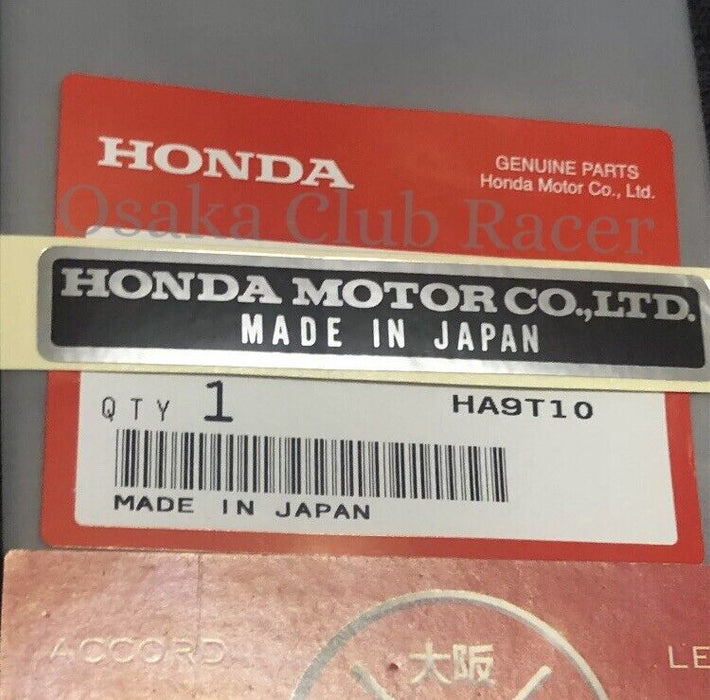 HONDA
GENUINE PARTS
Honda Motor Co., Ltd.
Osaka Club Racer
HONDA MOTOR CO.,LTD.
MADE IN JAPAN
QTY 1
HA9T10
MADE IN JAPAN
ACCORD
LE
大阪